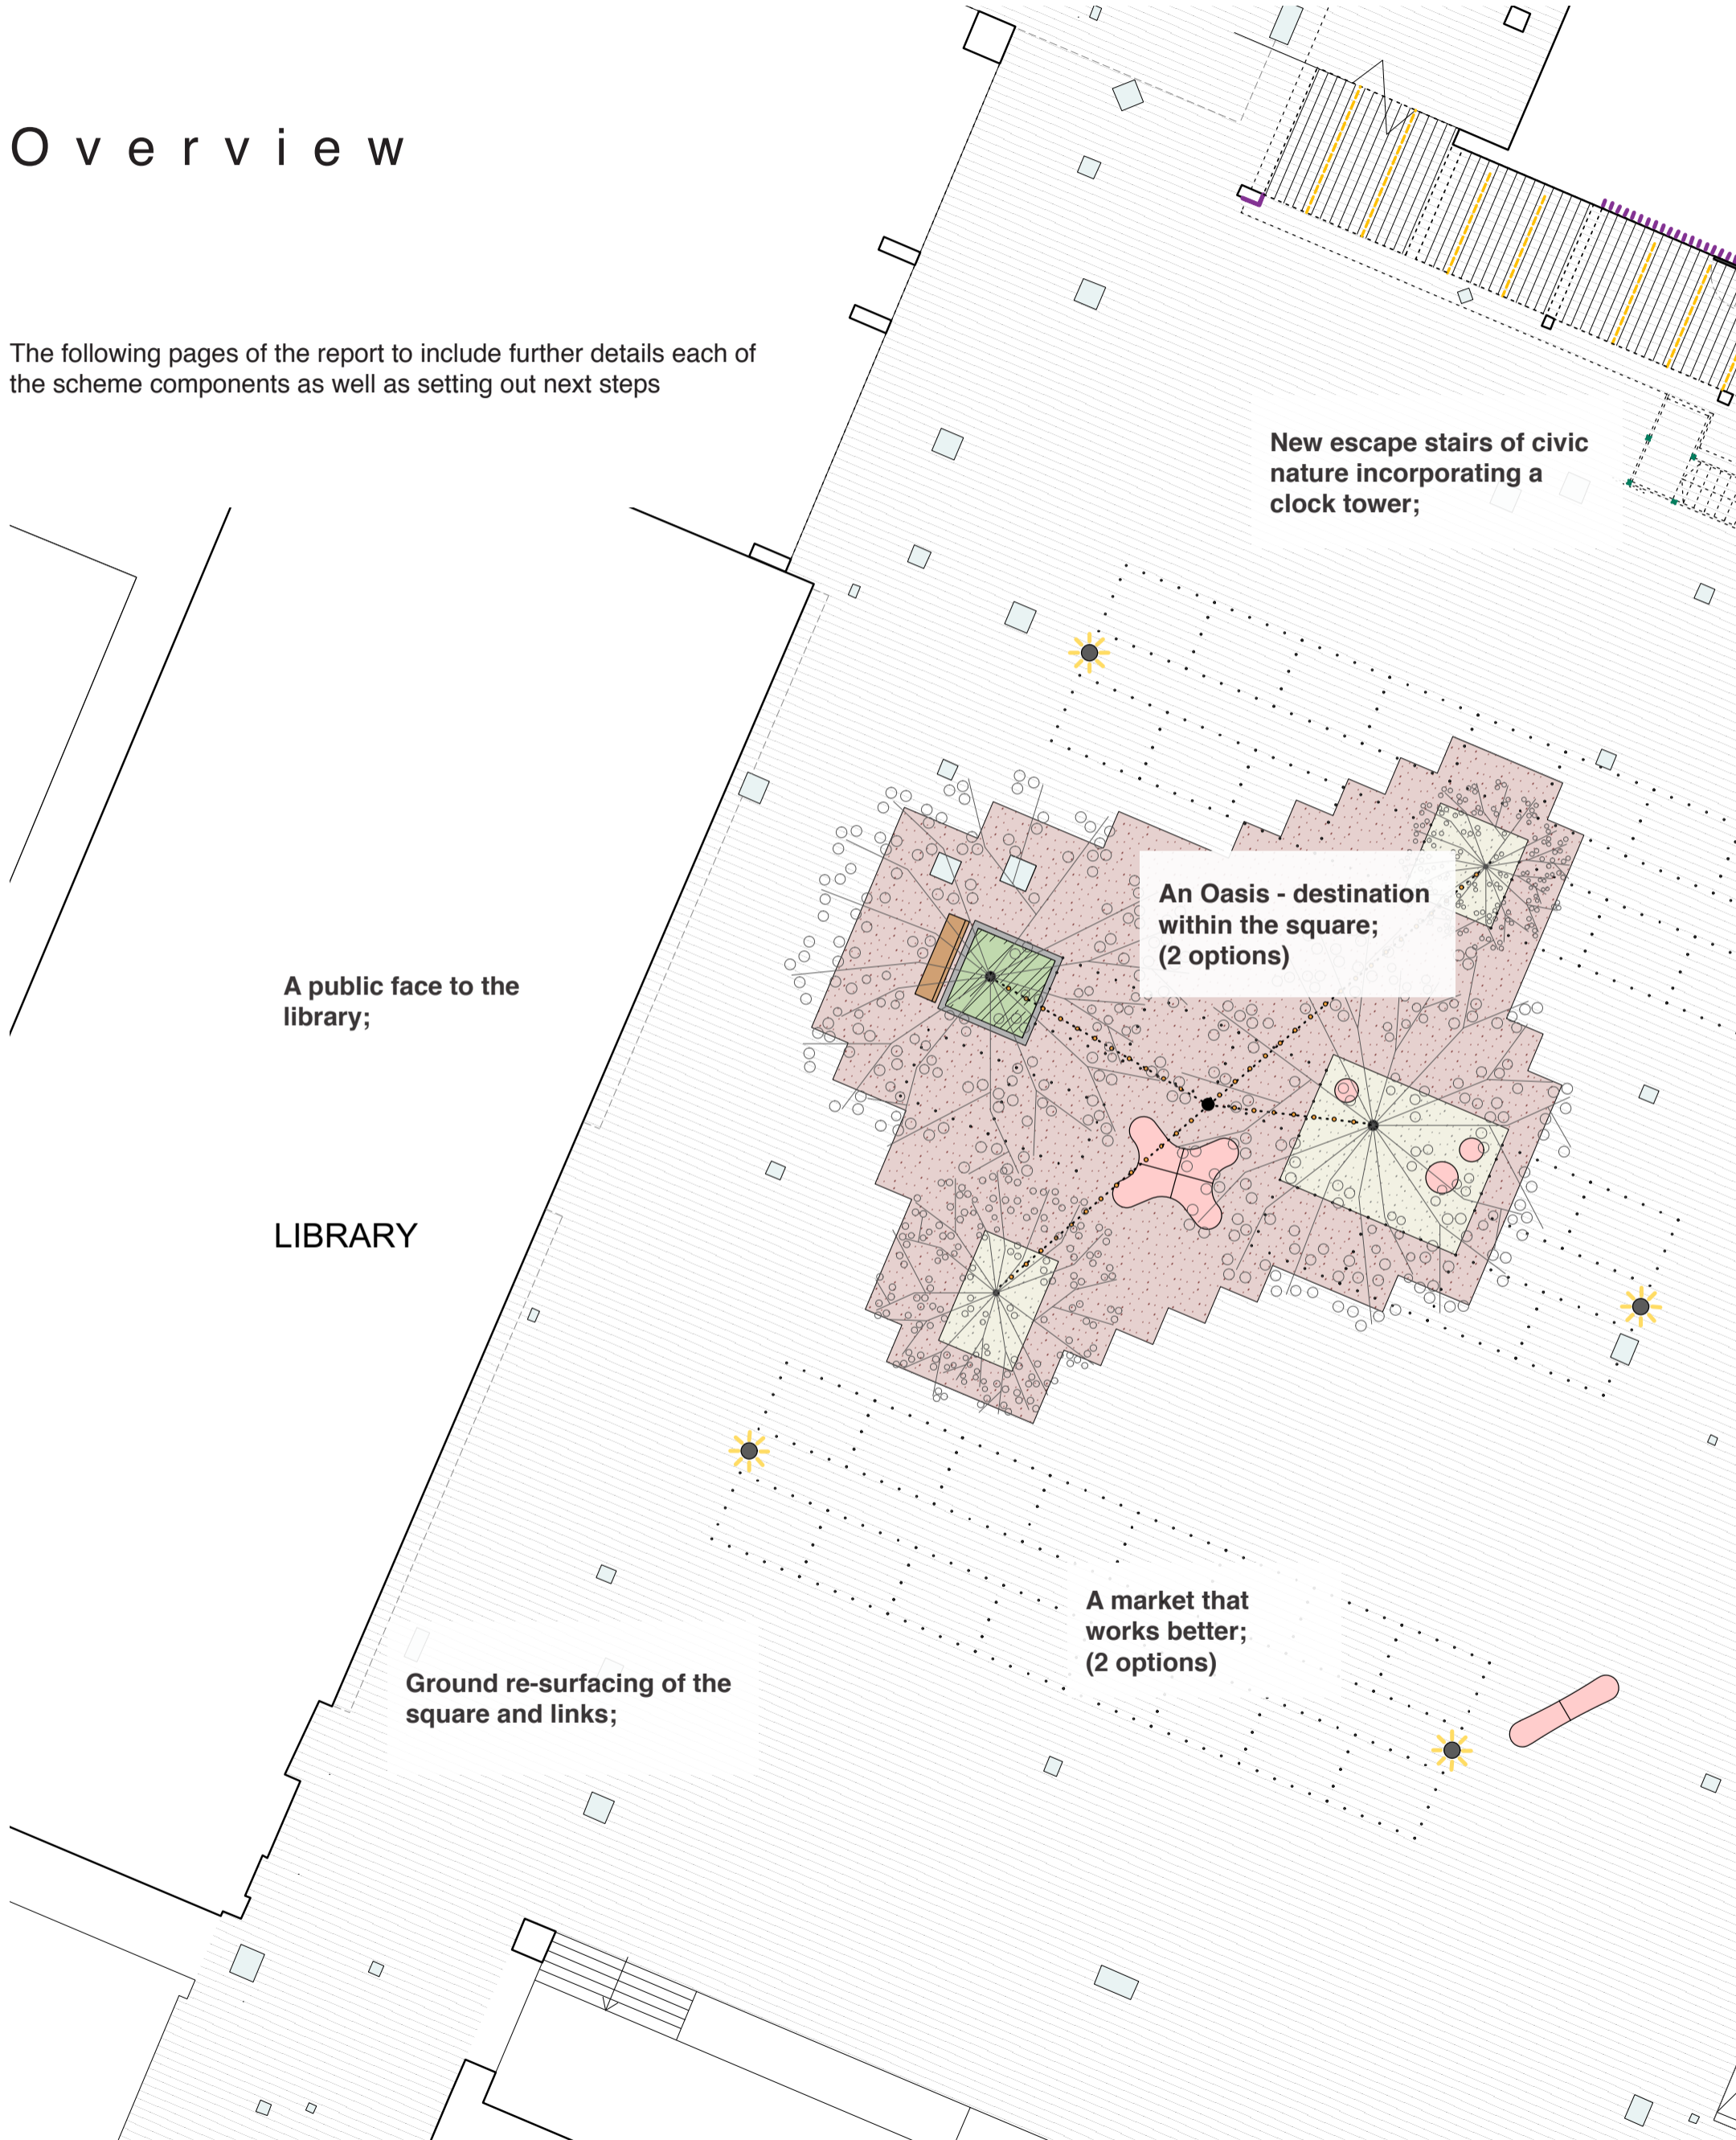 Overview
The following pages of the report to include further details each of
the scheme components as well as setting out next steps
New escape stairs of civic
nature incorporating a
clock tower;
An Oasis - destination
within the square;
(2 options)
A public face to the
library;
LIBRARY
A market that
works better;
(2 options)
Ground re-surfacing of the
square and links;